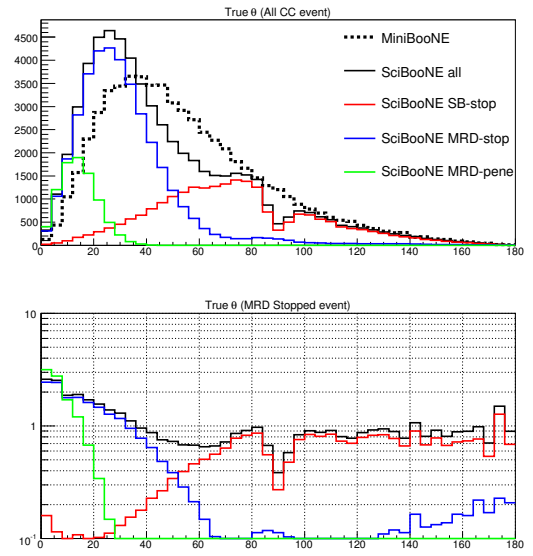 True θ (All CC event)
4500
4000
3500
3000
2500
2000
1500
1000
500
0
0 20 40 60 80 100 120 140 160 180
MiniBooNE
SciBooNE all
SciBooNE SB-stop
SciBooNE MRD-stop
SciBooNE MRD-pene
True θ (MRD Stopped event)
10
1
10⁻¹
0 20 40 60 80 100 120 140 160 180